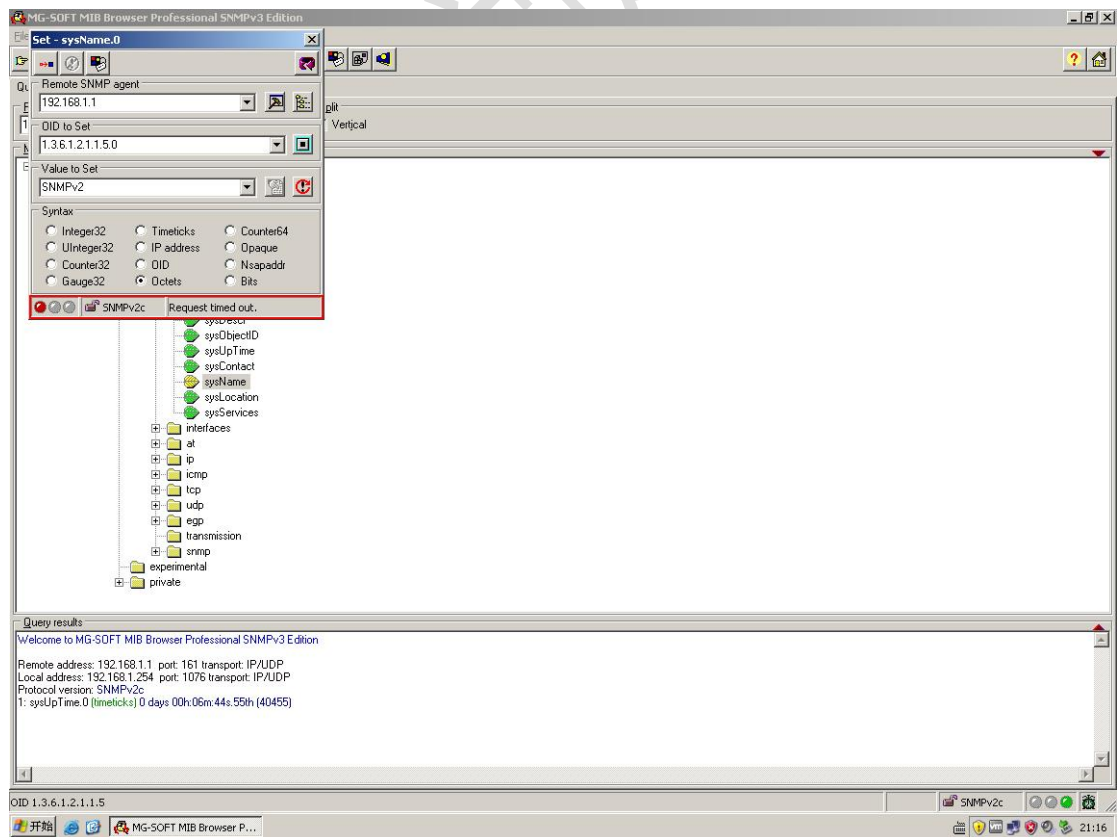 MG-SOFT MIB Browser Professional SNMPv3 Edition
Set - sysName.0
Remote SNMP agent
192.168.1.1
OID to Set
1.3.6.1.2.1.1.5.0
Value to Set
SNMPv2
Syntax
Integer32 Timeticks Counter64
UInteger32 IP address Opaque
Counter32 OID Nsapaddr
Gauge32 Octets Bits
SNMPv2c Request timed out.
plit
Vertical
sysDescr
sysObjectID
sysUpTime
sysContact
sysName
sysLocation
sysServices
interfaces
at
ip
icmp
tcp
udp
egp
transmission
snmp
experimental
private
Query results
Welcome to MG-SOFT MIB Browser Professional SNMPv3 Edition
Remote address: 192.168.1.1 port: 161 transport: IP/UDP
Local address: 192.168.1.254 port: 1076 transport: IP/UDP
Protocol version: SNMPv2c
1: sysUpTime.0 (timeticks) 0 days 00h:06m:44s.55th (40455)
OID 1.3.6.1.2.1.1.5
SNMPv2c
开始 MG-SOFT MIB Browser P... 21:16